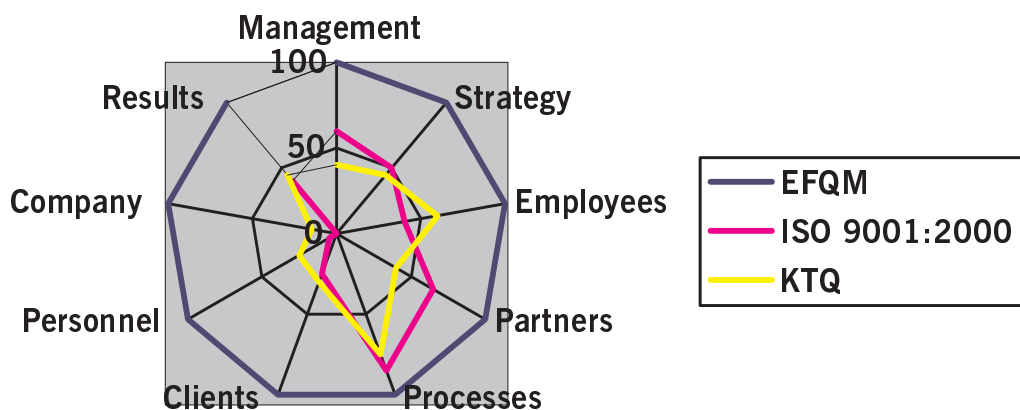 Management
100
Results
Strategy
50
Company
0
Employees
Personnel
Partners
Clients
Processes
EFQM
ISO 9001:2000
KTQ